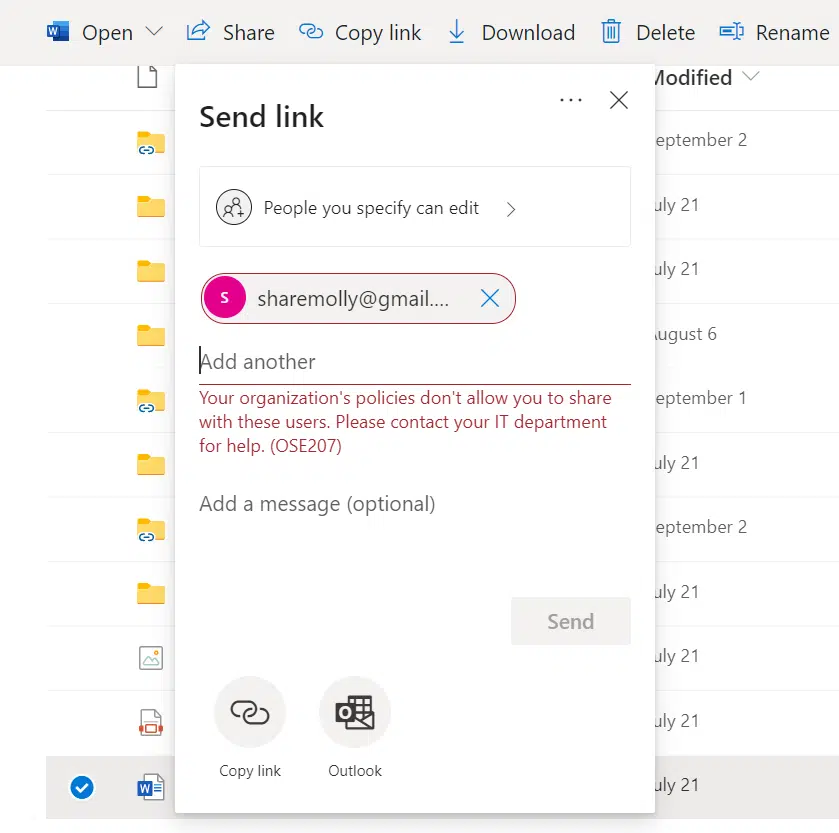 Open Share Copy link Download Delete Rename
Modified
Send link
eptember 2
People you specify can edit
uly 21
uly 21
S sharemolly@gmail....
ugust 6
Add another
Your organization's policies don't allow you to share
with these users. Please contact your IT department
for help. (OSE207)
eptember 1
uly 21
Add a message (optional)
eptember 2
uly 21
Send
uly 21
uly 21
Copy link Outlook
uly 21